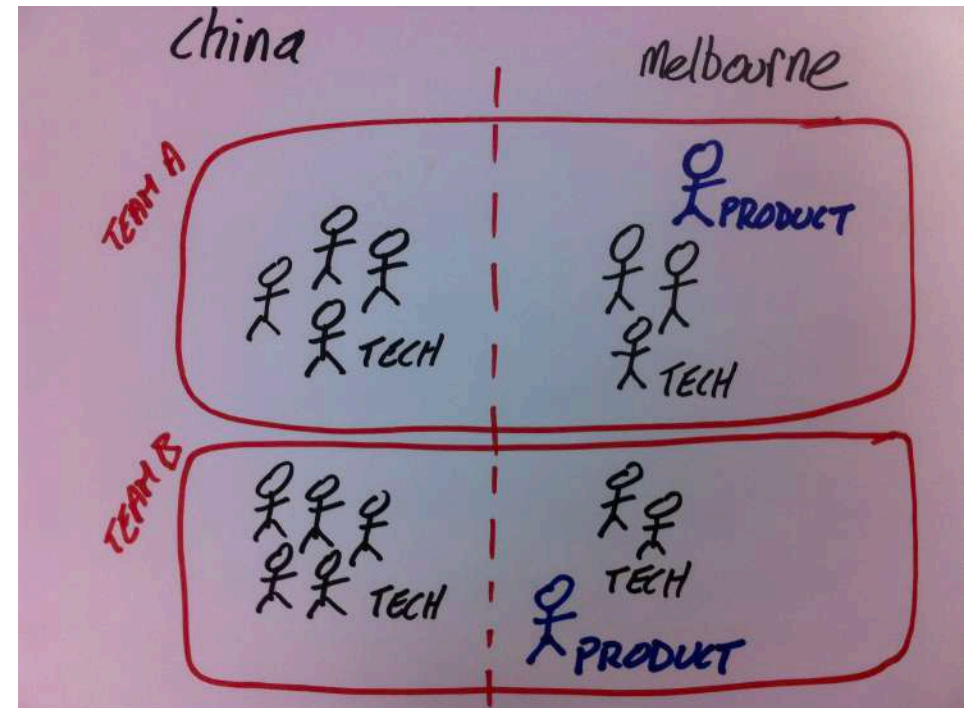 China
Melbourne
TEAM A
PRODUCT
TECH
TECH
TEAM B
TECH
TECH
PRODUCT